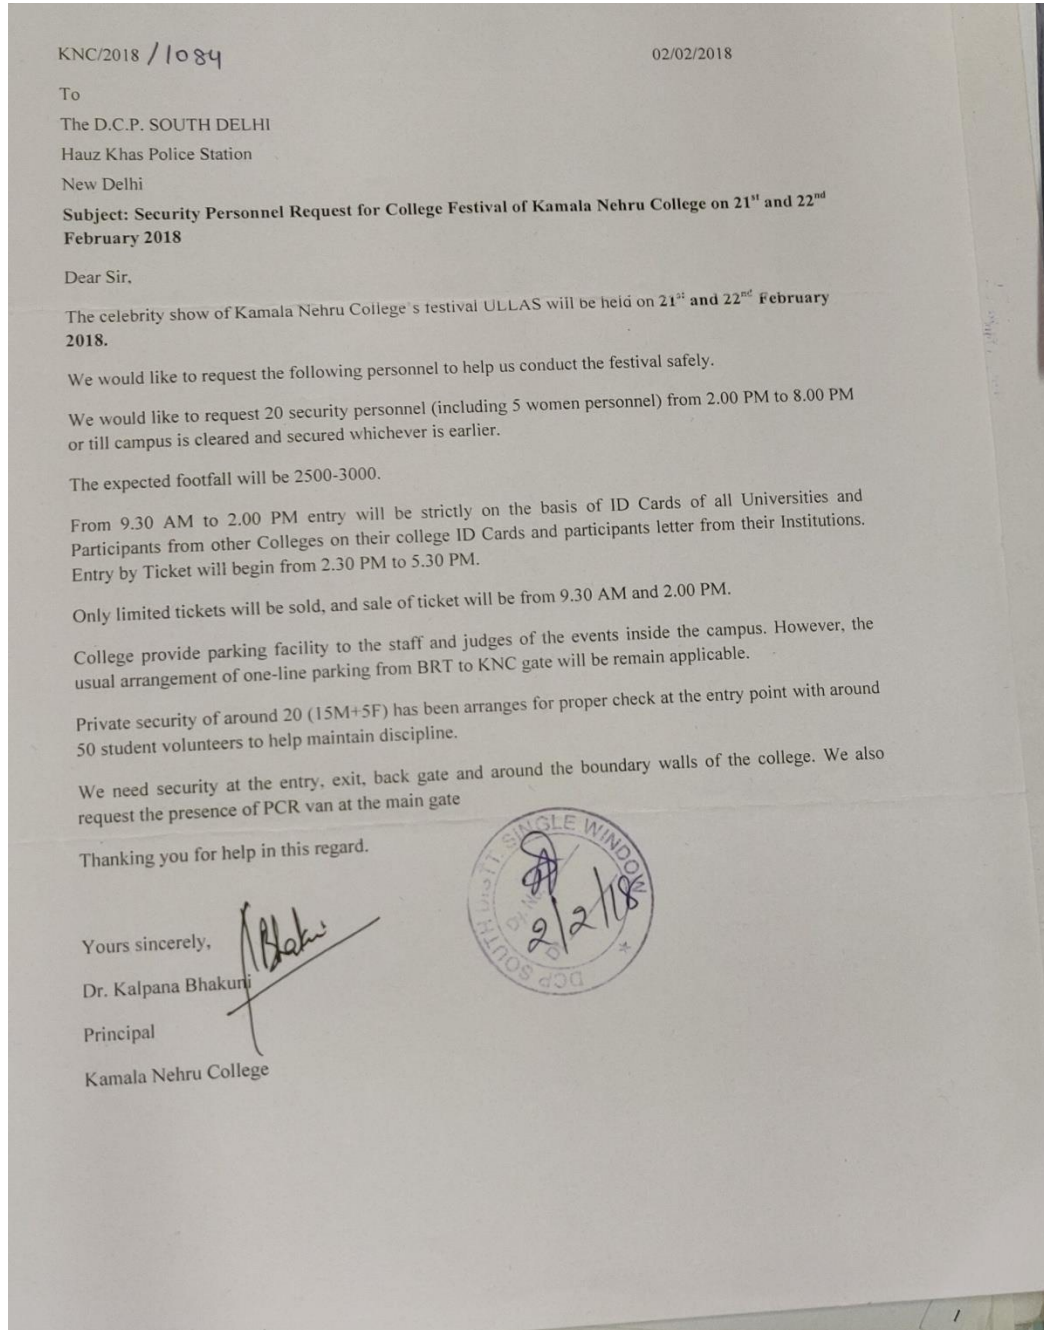 KNC/2018 /1084 02/02/2018
To
The D.C.P. SOUTH DELHI
Hauz Khas Police Station
New Delhi
Subject: Security Personnel Request for College Festival of Kamala Nehru College on 21st and 22nd
February 2018
Dear Sir,
The celebrity show of Kamala Nehru College's festival ULLAS will be held on 21st and 22nd February
2018.
We would like to request the following personnel to help us conduct the festival safely.
We would like to request 20 security personnel (including 5 women personnel) from 2.00 PM to 8.00 PM
or till campus is cleared and secured whichever is earlier.
The expected footfall will be 2500-3000.
From 9.30 AM to 2.00 PM entry will be strictly on the basis of ID Cards of all Universities and
Participants from other Colleges on their college ID Cards and participants letter from their Institutions.
Entry by Ticket will begin from 2.30 PM to 5.30 PM.
Only limited tickets will be sold, and sale of ticket will be from 9.30 AM and 2.00 PM.
College provide parking facility to the staff and judges of the events inside the campus. However, the
usual arrangement of one-line parking from BRT to KNC gate will be remain applicable.
Private security of around 20 (15M+5F) has been arranges for proper check at the entry point with around
50 student volunteers to help maintain discipline.
We need security at the entry, exit, back gate and around the boundary walls of the college. We also
request the presence of PCR van at the main gate
Thanking you for help in this regard.
SOUTH DISTT. SINGLE WINDOW
2/2/18
DCP
Yours sincerely,
Bhakuni
Dr. Kalpana Bhakuni
Principal
Kamala Nehru College
1